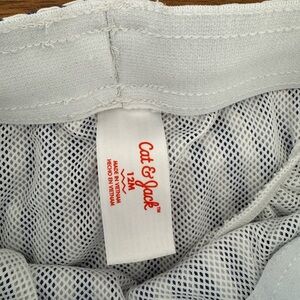 Cat & Jack™
12M
MADE IN VIETNAM
HECHO EN VIETNAM